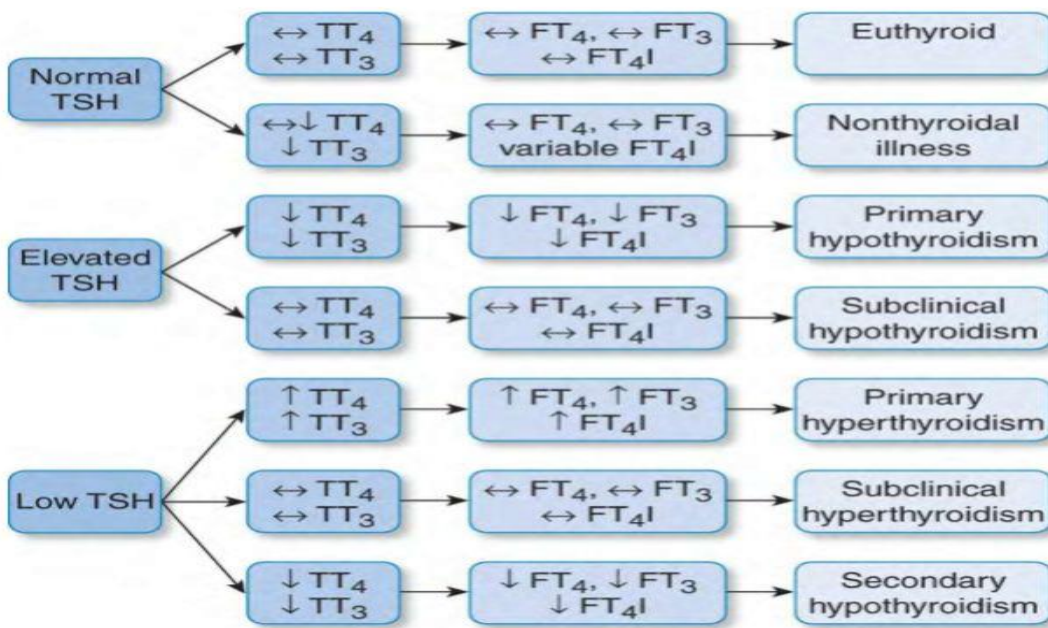 ↔ TT₄
↔ TT₃
↔ FT₄, ↔ FT₃
↔ FT₄I
Euthyroid
Normal
TSH
↔↓ TT₄
↓ TT₃
↔ FT₄, ↔ FT₃
variable FT₄I
Nonthyroidal
illness
↓ TT₄
↓ TT₃
↓ FT₄, ↓ FT₃
↓ FT₄I
Primary
hypothyroidism
Elevated
TSH
↔ TT₄
↔ TT₃
↔ FT₄, ↔ FT₃
↔ FT₄I
Subclinical
hypothyroidism
↑ TT₄
↑ TT₃
↑ FT₄, ↑ FT₃
↑ FT₄I
Primary
hyperthyroidism
Low TSH
↔ TT₄
↔ TT₃
↔ FT₄, ↔ FT₃
↔ FT₄I
Subclinical
hyperthyroidism
↓ TT₄
↓ TT₃
↓ FT₄, ↓ FT₃
↓ FT₄I
Secondary
hypothyroidism